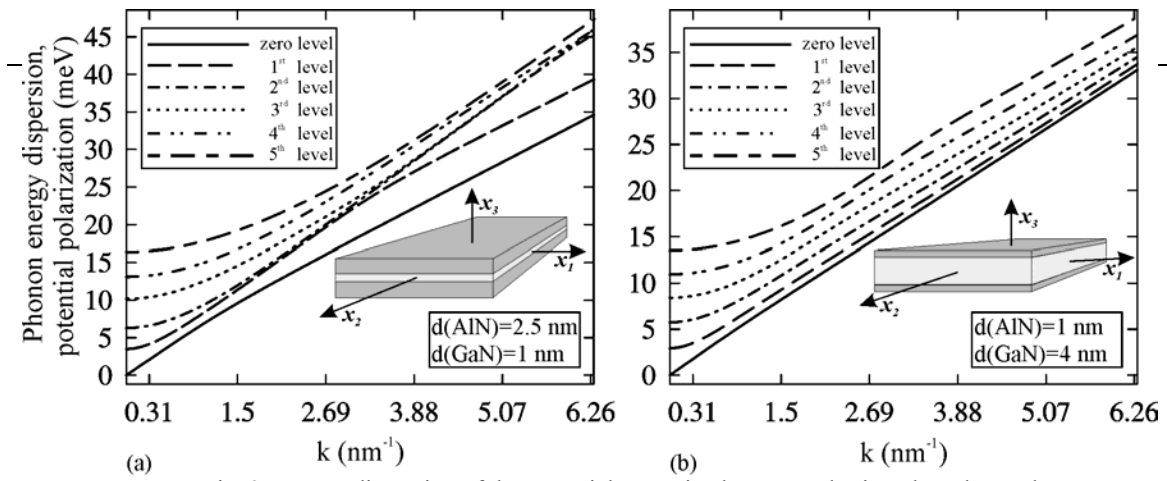 Phonon energy dispersion,
potential polarization (meV)
45
40
35
30
25
20
15
10
5
0
zero level
1st level
2nd level
3rd level
4th level
5th level
x3
x1
x2
d(AlN)=2.5 nm
d(GaN)=1 nm
0.31 1.5 2.69 3.88 5.07 6.26
k (nm-1)
(a)
35
30
25
20
15
10
5
0
zero level
1st level
2nd level
3rd level
4th level
5th level
x3
x1
x2
d(AlN)=1 nm
d(GaN)=4 nm
0.31 1.5 2.69 3.88 5.07 6.26
k (nm-1)
(b)